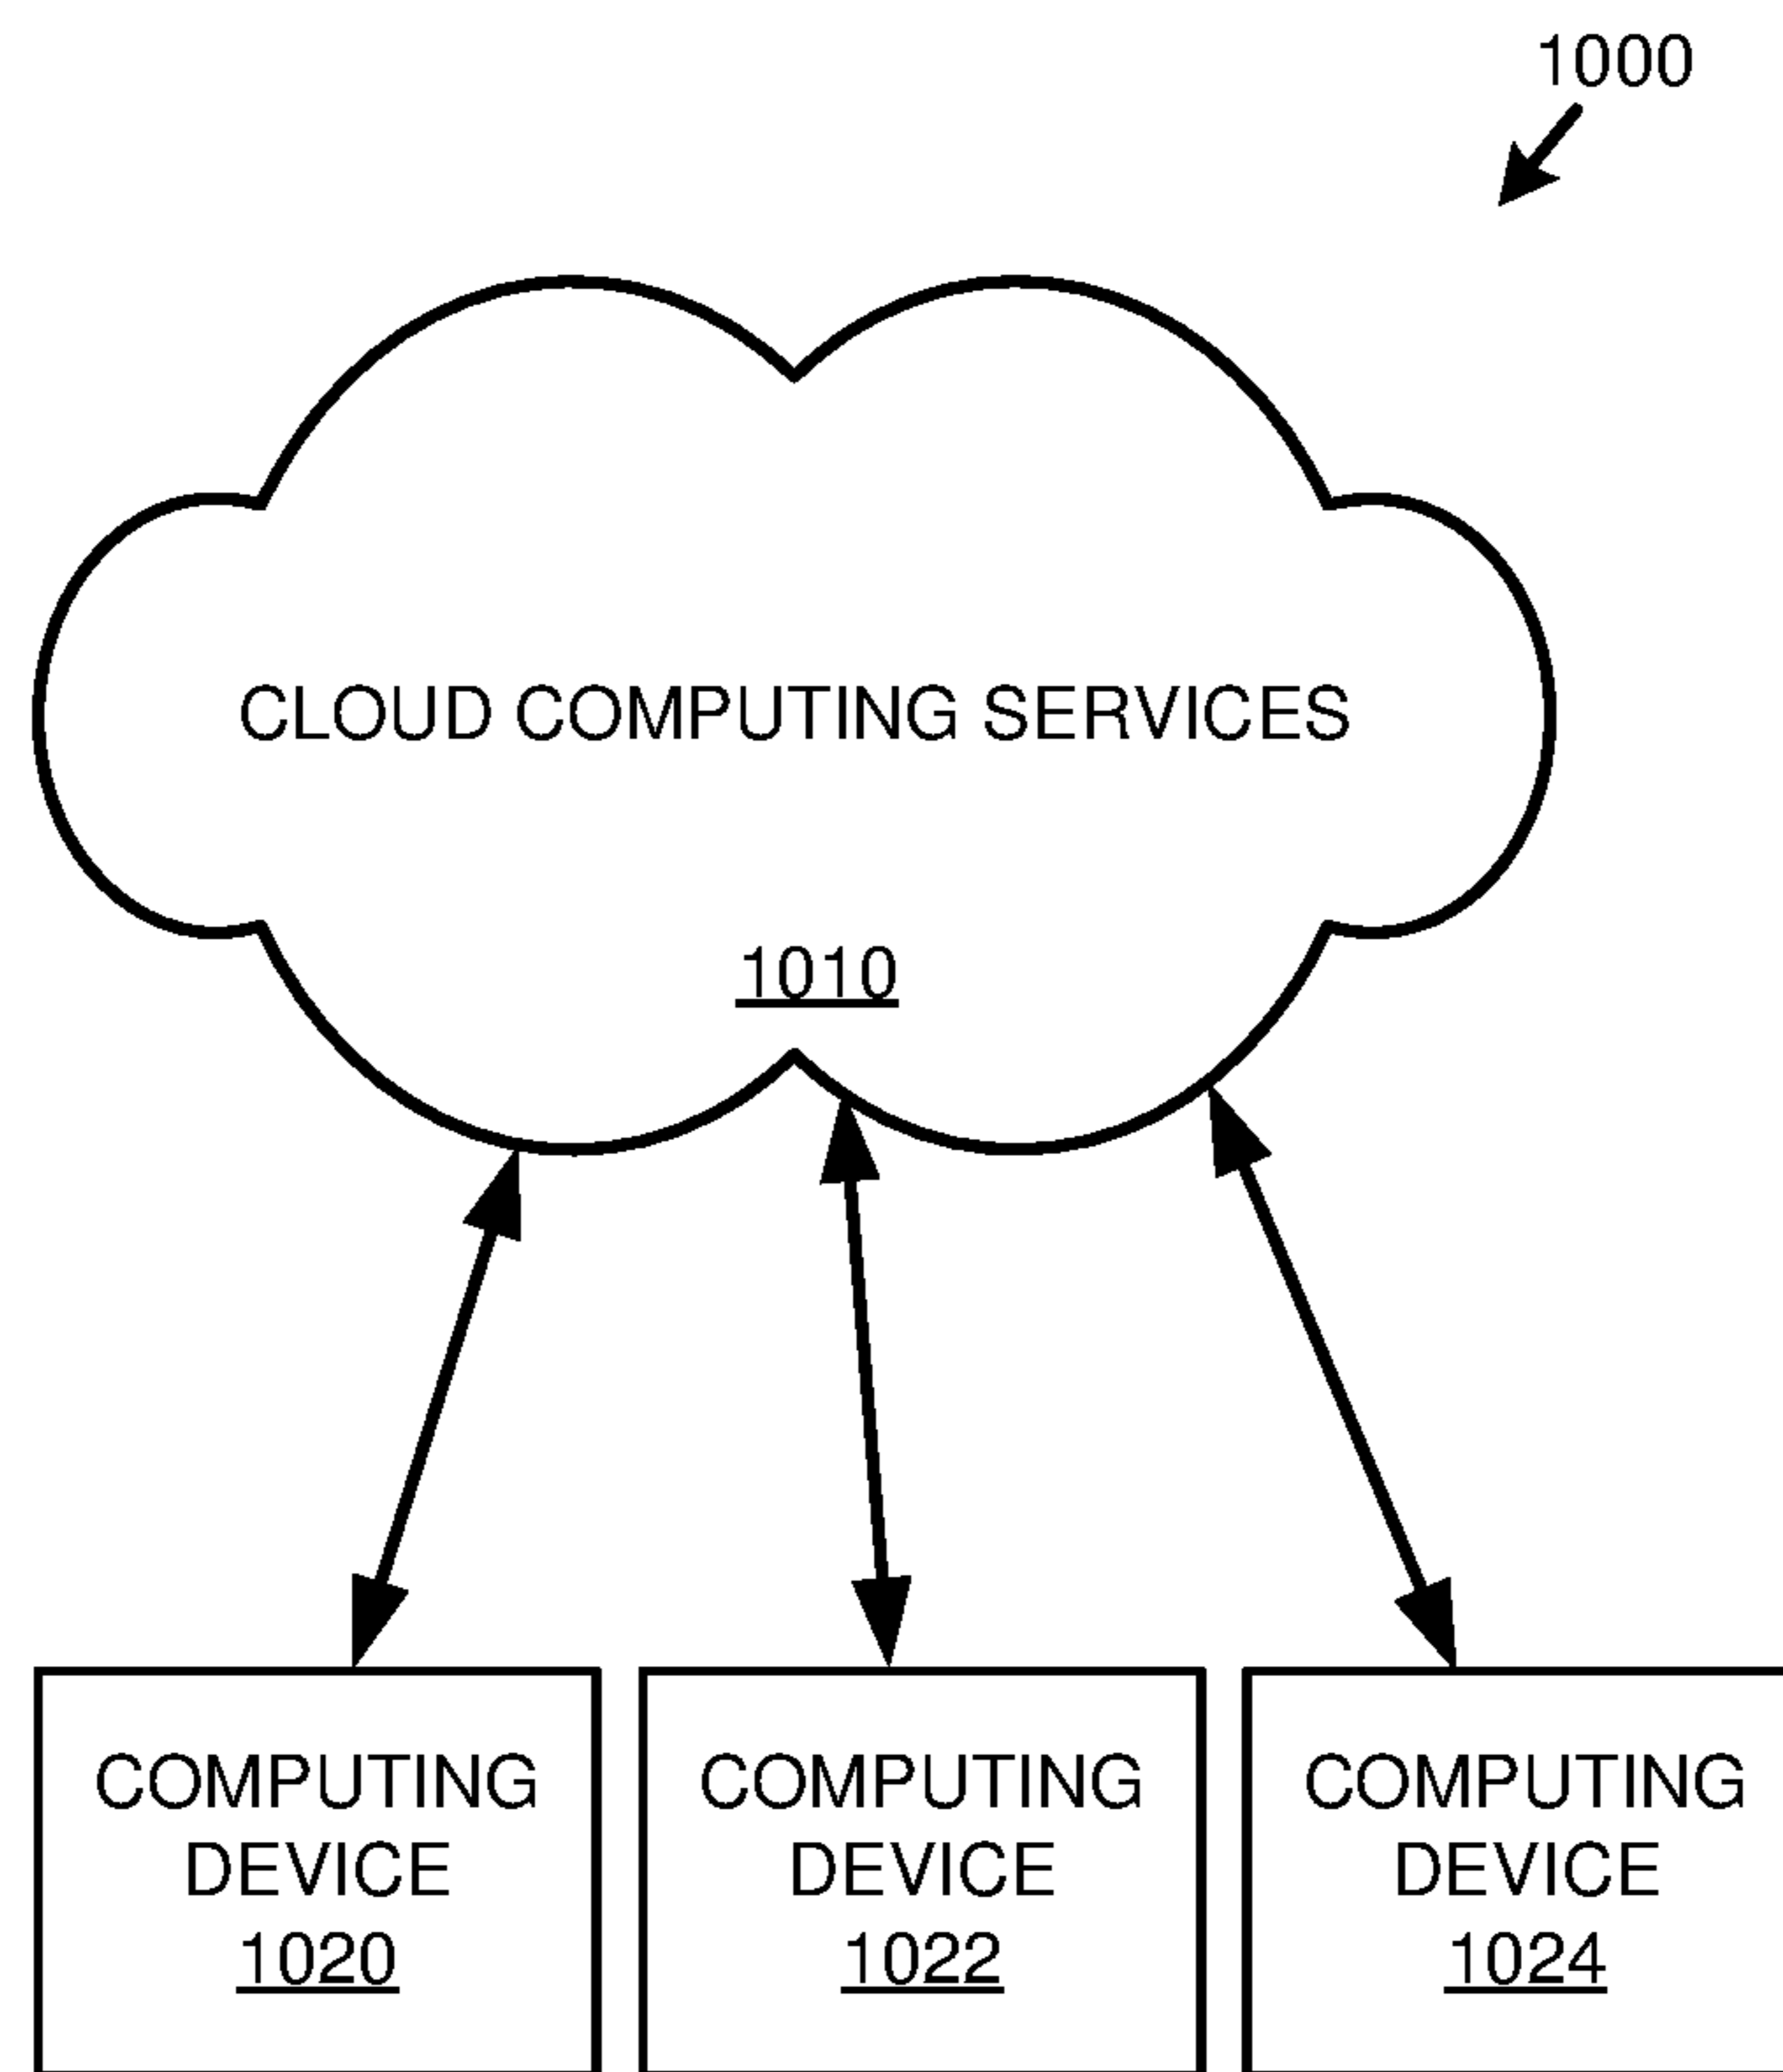 1000
CLOUD COMPUTING SERVICES
1010
COMPUTING
DEVICE
1020
COMPUTING
DEVICE
1022
COMPUTING
DEVICE
1024